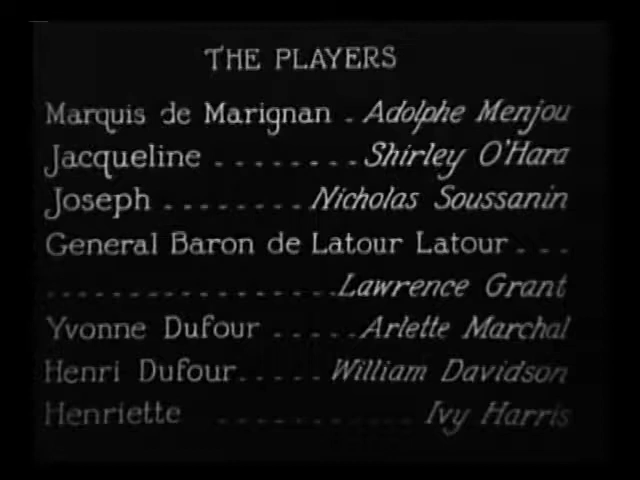 THE PLAYERS
Marquis de Marignan . Adolphe Menjou
Jacqueline . . . . . . . . Shirley O'Hara
Joseph . . . . . . . . Nicholas Soussanin
General Baron de Latour Latour . . .
. . . . . . . . . . . . . . . . . Lawrence Grant
Yvonne Dufour . . . . . Arlette Marchal
Henri Dufour . . . . . William Davidson
Henriette . . . . . . . . . . . Ivy Harris